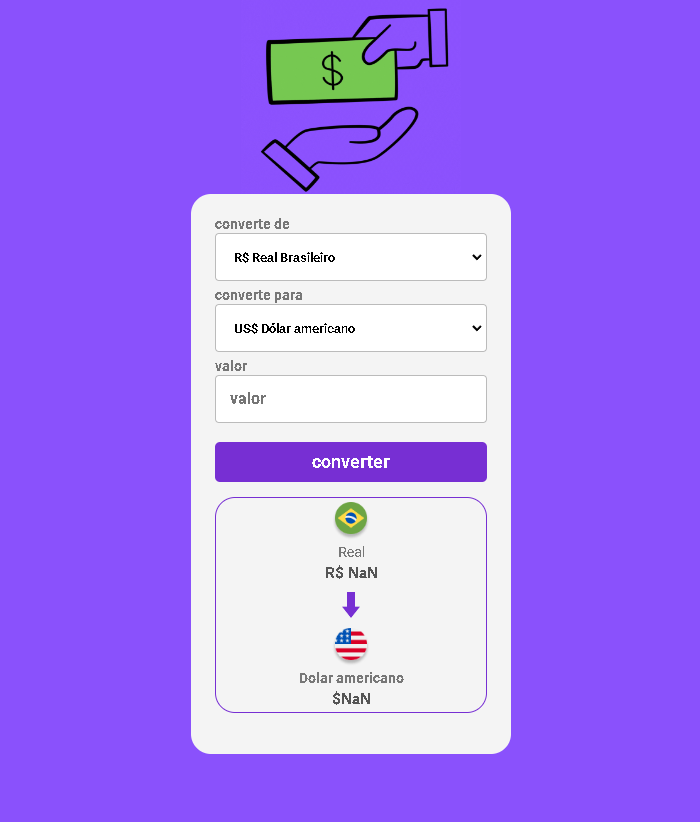 $
converte de
R$ Real Brasileiro
converte para
US$ Dólar americano
valor
valor
converter
Real
R$ NaN
Dolar americano
$NaN